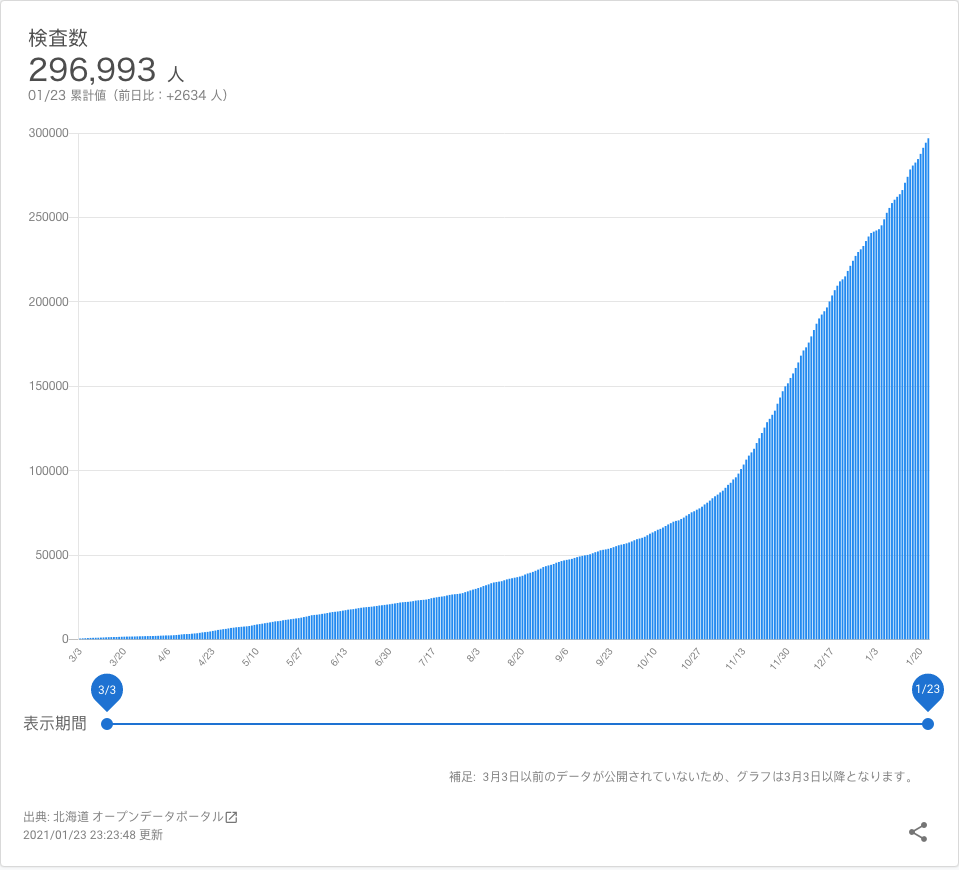 検査数
296,993 人
01/23 累計値（前日比：+2634 人）
300000
250000
200000
150000
100000
50000
0
3/3 3/20 4/6 4/23 5/10 5/27 6/13 6/30 7/17 8/3 8/20 9/6 9/23 10/10 10/27 11/13 11/30 12/17 1/3 1/20
3/3 1/23
表示期間
補足: 3月3日以前のデータが公開されていないため、グラフは3月3日以降となります。
出典: 北海道 オープンデータポータル
2021/01/23 23:23:48 更新